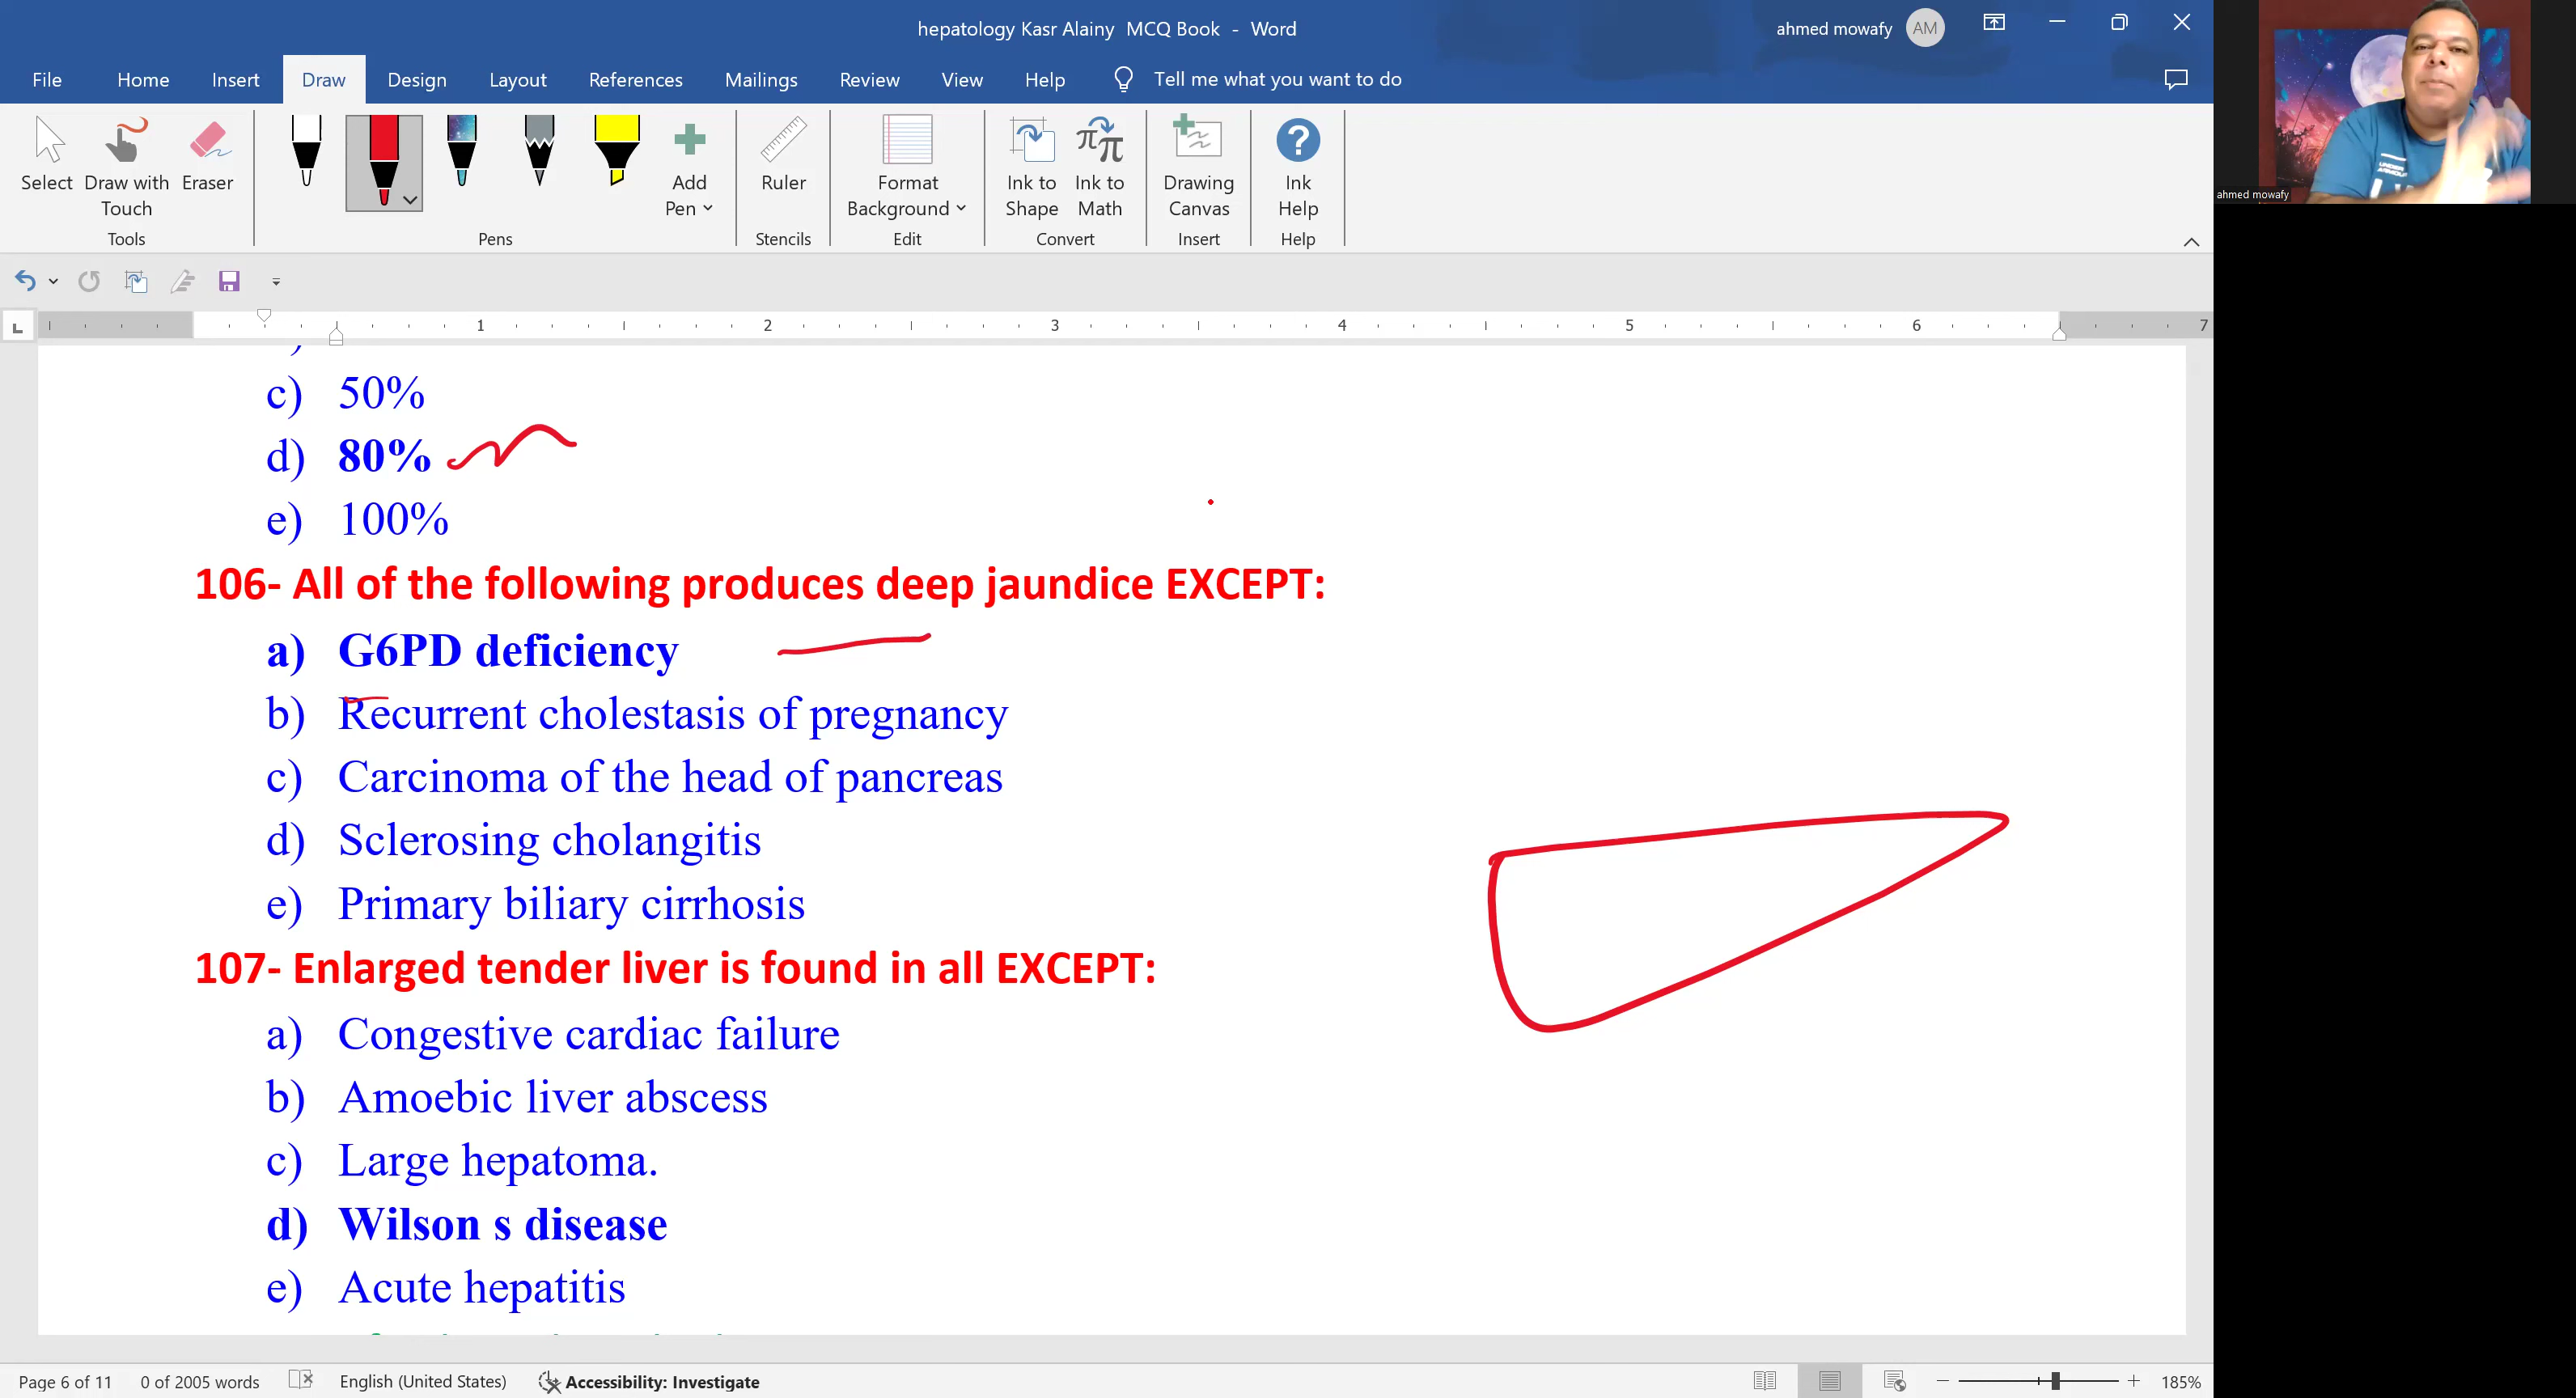 hepatology Kasr Alainy MCQ Book - Word
ahmed mowafy AM
File Home Insert Draw Design Layout References Mailings Review View Help Tell me what you want to do
Select
Draw with Touch
Eraser
Add Pen
Ruler
Format Background
Ink to Shape
Ink to Math
Drawing Canvas
Ink Help
Tools Pens Stencils Edit Convert Insert Help
ahmed mowafy
1 2 3 4 5 6 7
c) 50%
d) 80%
e) 100%
106- All of the following produces deep jaundice EXCEPT:
a) G6PD deficiency
b) Recurrent cholestasis of pregnancy
c) Carcinoma of the head of pancreas
d) Sclerosing cholangitis
e) Primary biliary cirrhosis
107- Enlarged tender liver is found in all EXCEPT:
a) Congestive cardiac failure
b) Amoebic liver abscess
c) Large hepatoma.
d) Wilson s disease
e) Acute hepatitis
Page 6 of 11 0 of 2005 words English (United States) Accessibility: Investigate 185%